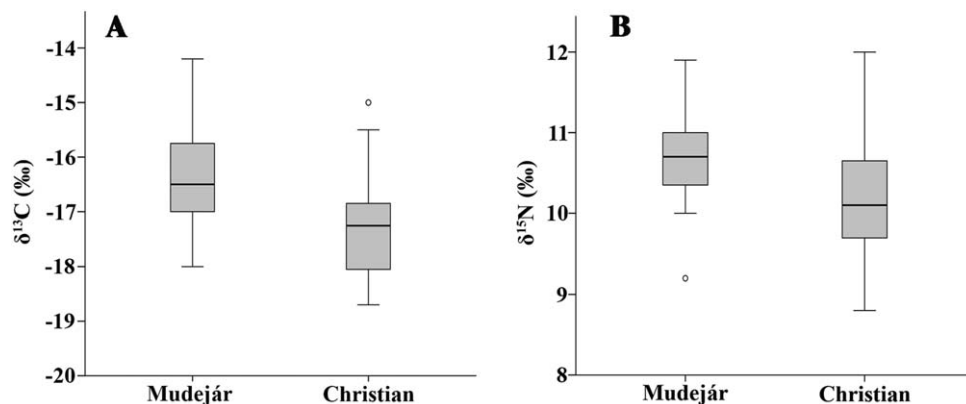 A
-14
-15
-16
-17
-18
-19
-20
δ¹³C (‰)
Mudejár
Christian
B
12
11
10
9
8
δ¹⁵N (‰)
Mudejár
Christian